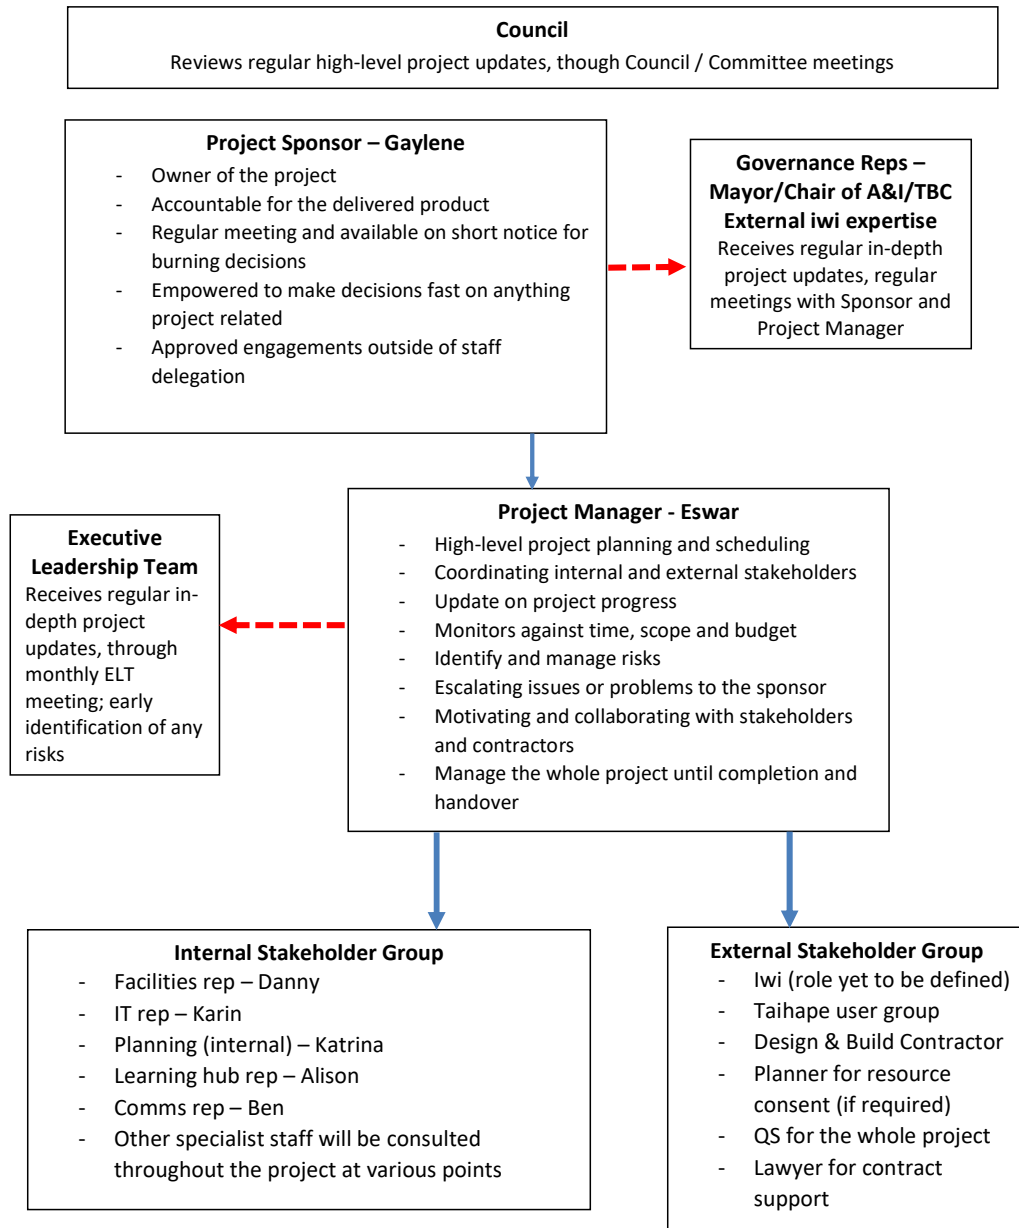 Council
Reviews regular high-level project updates, though Council / Committee meetings
Project Sponsor – Gaylene
- Owner of the project
- Accountable for the delivered product
- Regular meeting and available on short notice for
burning decisions
- Empowered to make decisions fast on anything
project related
- Approved engagements outside of staff
delegation
Governance Reps –
Mayor/Chair of A&I/TBC
External iwi expertise
Receives regular in-depth
project updates, regular
meetings with Sponsor and
Project Manager
Project Manager - Eswar
- High-level project planning and scheduling
- Coordinating internal and external stakeholders
- Update on project progress
- Monitors against time, scope and budget
- Identify and manage risks
- Escalating issues or problems to the sponsor
- Motivating and collaborating with stakeholders
and contractors
- Manage the whole project until completion and
handover
Executive
Leadership Team
Receives regular in-
depth project
updates, through
monthly ELT
meeting; early
identification of any
risks
Internal Stakeholder Group
- Facilities rep – Danny
- IT rep – Karin
- Planning (internal) – Katrina
- Learning hub rep – Alison
- Comms rep – Ben
- Other specialist staff will be consulted
throughout the project at various points
External Stakeholder Group
- Iwi (role yet to be defined)
- Taihape user group
- Design & Build Contractor
- Planner for resource
consent (if required)
- QS for the whole project
- Lawyer for contract
support